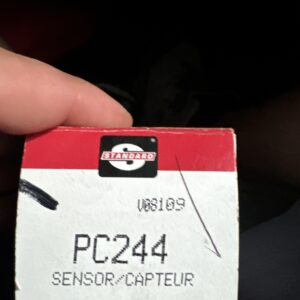 STANDARD
V08109
PC244
SENSOR/CAPTEUR